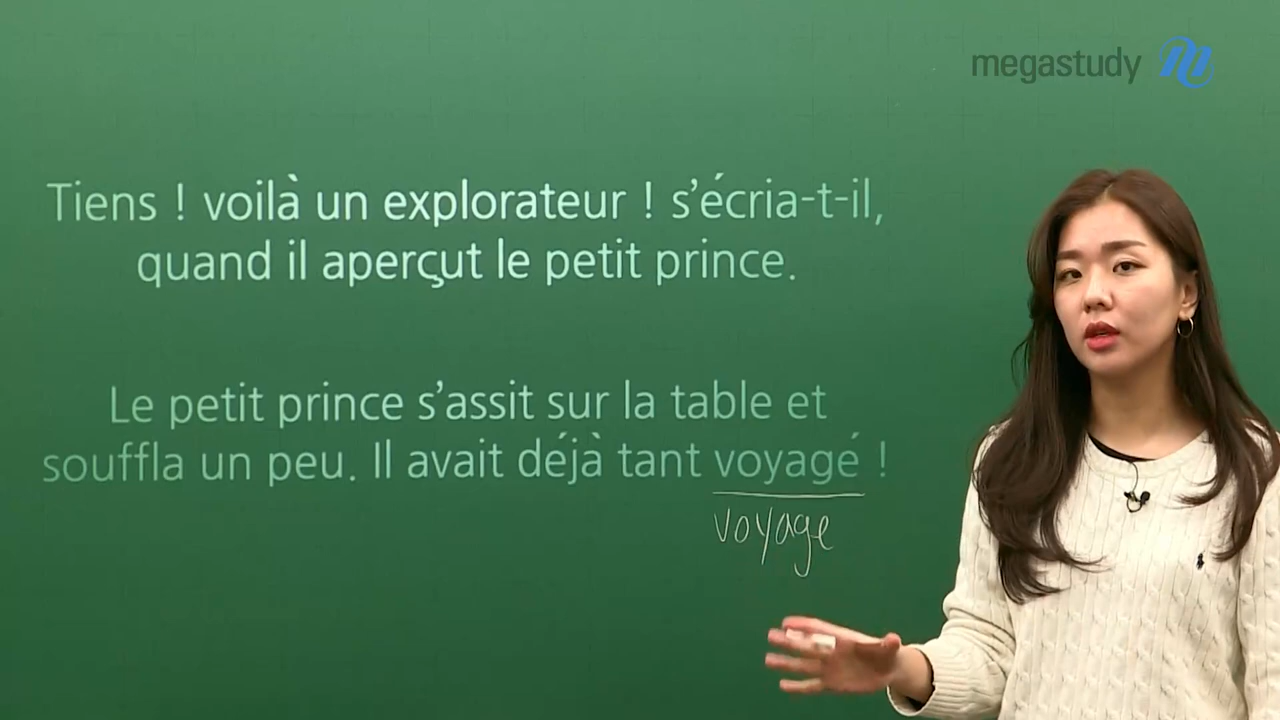 megastudy
Tiens ! voilà un explorateur ! s'écria-t-il,
quand il aperçut le petit prince.
Le petit prince s'assit sur la table et
souffla un peu. Il avait déjà tant voyagé !
voyage